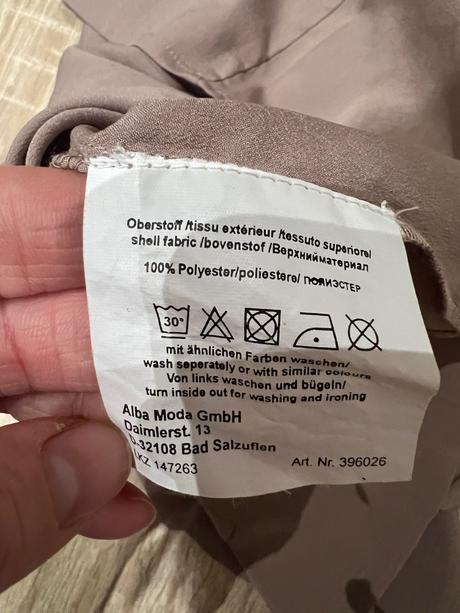 Oberstoff /tissu extérieur /tessuto superiore/
shell fabric /bovenstof /Верхнийматериал
100% Polyester/poliestere/ ПОЛИЭСТЕР
30°
mit ähnlichen Farben waschen/
wash seperately or with similar colours
Von links waschen und bügeln/
turn inside out for washing and ironing
Alba Moda GmbH
Daimlerst. 13
D-32108 Bad Salzuflen
LKZ 147263
Art. Nr. 396026